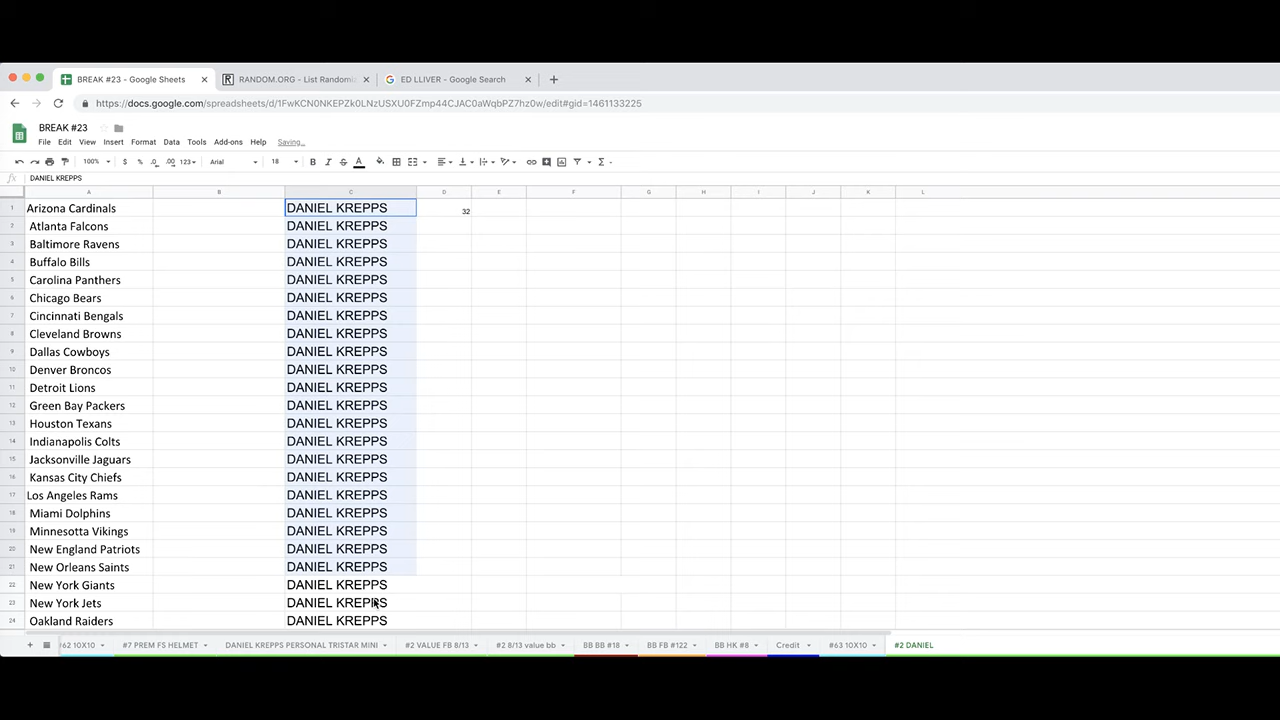 BREAK #23 - Google Sheets × RANDOM.ORG - List Randomi × ED LLIVER - Google Search × +
https://docs.google.com/spreadsheets/d/1FwKCN0NKEPZk0LNzUSXU0FZmp44CJAC0aWqbPZ7hz0w/edit#gid=1461133225
BREAK #23
File Edit View Insert Format Data Tools Add-ons Help Saving...
100% $ % .0 .00 123 Arial 18 B I S A
fx DANIEL KREPPS
A B C D E F G H I J K L
1 Arizona Cardinals DANIEL KREPPS 32
2 Atlanta Falcons DANIEL KREPPS
3 Baltimore Ravens DANIEL KREPPS
4 Buffalo Bills DANIEL KREPPS
5 Carolina Panthers DANIEL KREPPS
6 Chicago Bears DANIEL KREPPS
7 Cincinnati Bengals DANIEL KREPPS
8 Cleveland Browns DANIEL KREPPS
9 Dallas Cowboys DANIEL KREPPS
10 Denver Broncos DANIEL KREPPS
11 Detroit Lions DANIEL KREPPS
12 Green Bay Packers DANIEL KREPPS
13 Houston Texans DANIEL KREPPS
14 Indianapolis Colts DANIEL KREPPS
15 Jacksonville Jaguars DANIEL KREPPS
16 Kansas City Chiefs DANIEL KREPPS
17 Los Angeles Rams DANIEL KREPPS
18 Miami Dolphins DANIEL KREPPS
19 Minnesotta Vikings DANIEL KREPPS
20 New England Patriots DANIEL KREPPS
21 New Orleans Saints DANIEL KREPPS
22 New York Giants DANIEL KREPPS
23 New York Jets DANIEL KREPPS
24 Oakland Raiders DANIEL KREPPS
+ #62 10X10 #7 PREM FS HELMET DANIEL KREPPS PERSONAL TRISTAR MINI #2 VALUE FB 8/13 #2 8/13 value bb BB BB #18 BB FB #122 BB HK #8 Credit #63 10X10 #2 DANIEL